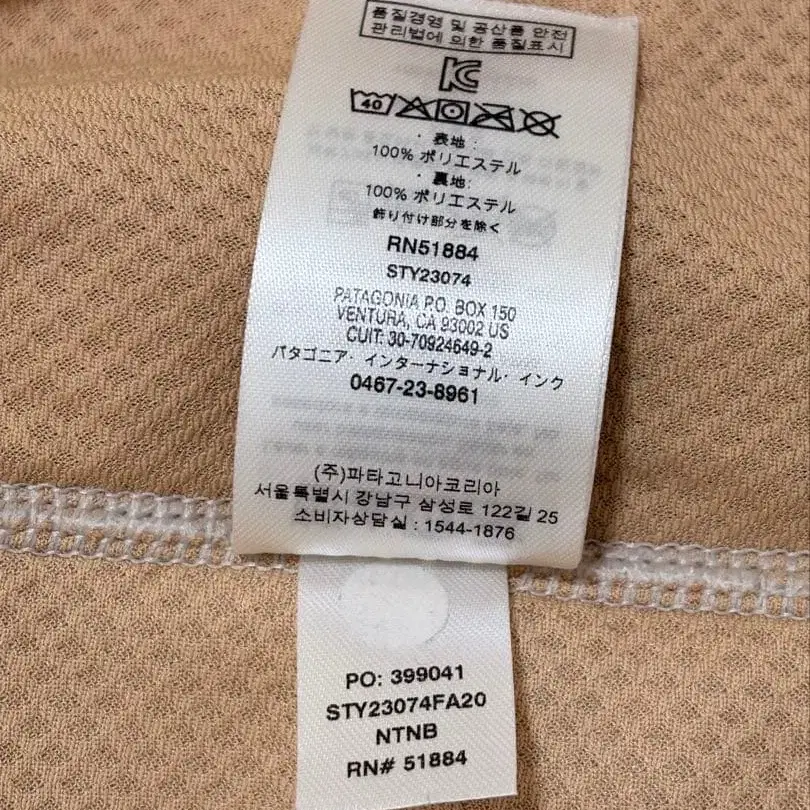 품질경영 및 공산품 안전
관리법에 의한 품질표시
KC
40
・表地:
100% ポリエステル
・裏地:
100% ポリエステル
飾り付け部分を除く
RN51884
STY23074
PATAGONIA P.O. BOX 150
VENTURA, CA 93002 US
CUIT: 30-70924649-2
パタゴニア・インターナショナル・インク
0467-23-8961
(주)파타고니아코리아
서울특별시 강남구 삼성로 122길 25
소비자상담실 : 1544-1876
PO: 399041
STY23074FA20
NTNB
RN# 51884